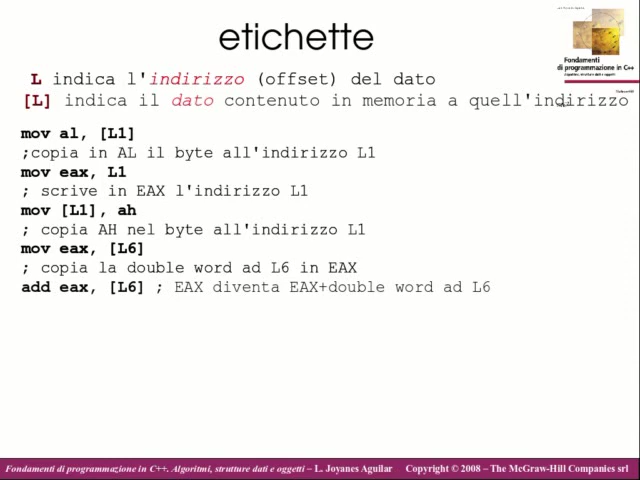 etichette
Fondamenti
di programmazione in C++
L indica l'indirizzo (offset) del dato
[L] indica il dato contenuto in memoria a quell'indirizzo
mov al, [L1]
;copia in AL il byte all'indirizzo L1
mov eax, L1
; scrive in EAX l'indirizzo L1
mov [L1], ah
; copia AH nel byte all'indirizzo L1
mov eax, [L6]
; copia la double word ad L6 in EAX
add eax, [L6] ; EAX diventa EAX+double word ad L6
Fondamenti di programmazione in C++. Algoritmi, strutture dati e oggetti – L. Joyanes Aguilar Copyright © 2008 – The McGraw-Hill Companies srl